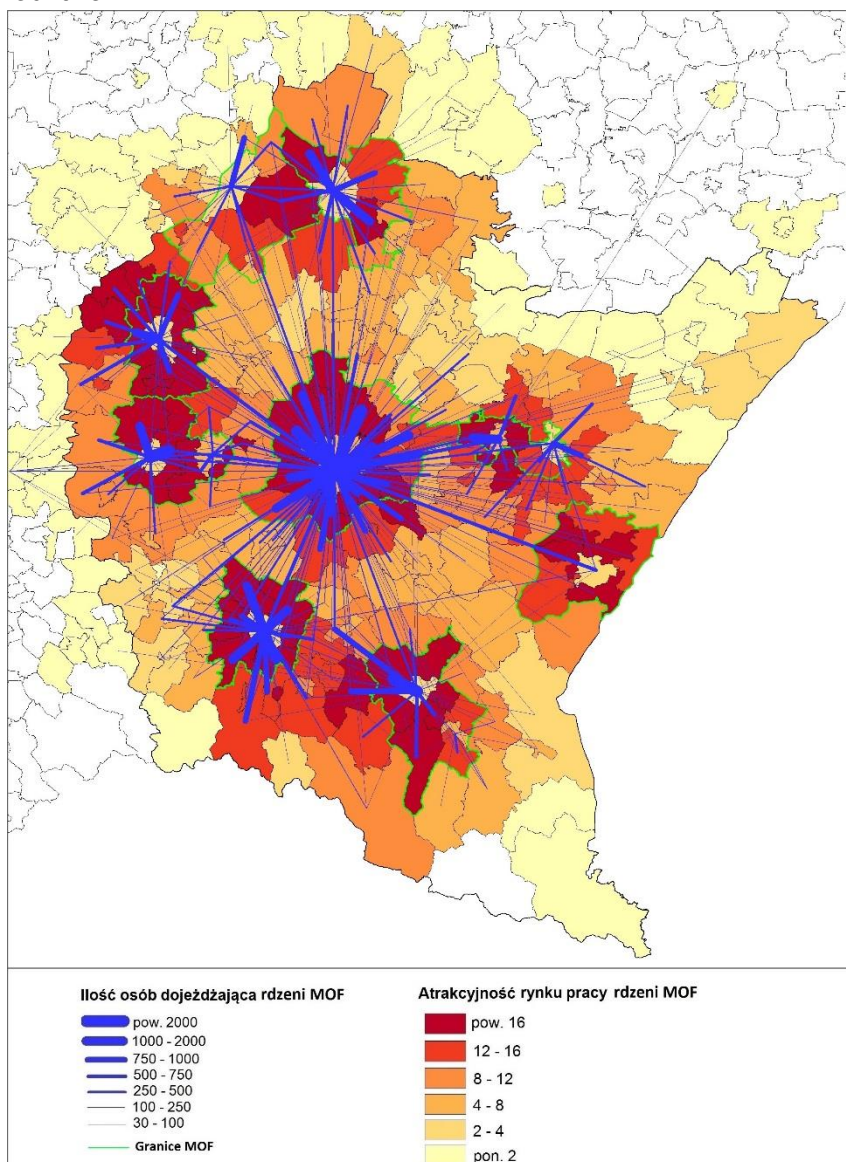 Ilość osób dojeżdżająca rdzeni MOF
pow. 2000
1000 - 2000
750 - 1000
500 - 750
250 - 500
100 - 250
30 - 100
Granice MOF
Atrakcyjność rynku pracy rdzeni MOF
pow. 16
12 - 16
8 - 12
4 - 8
2 - 4
pon. 2